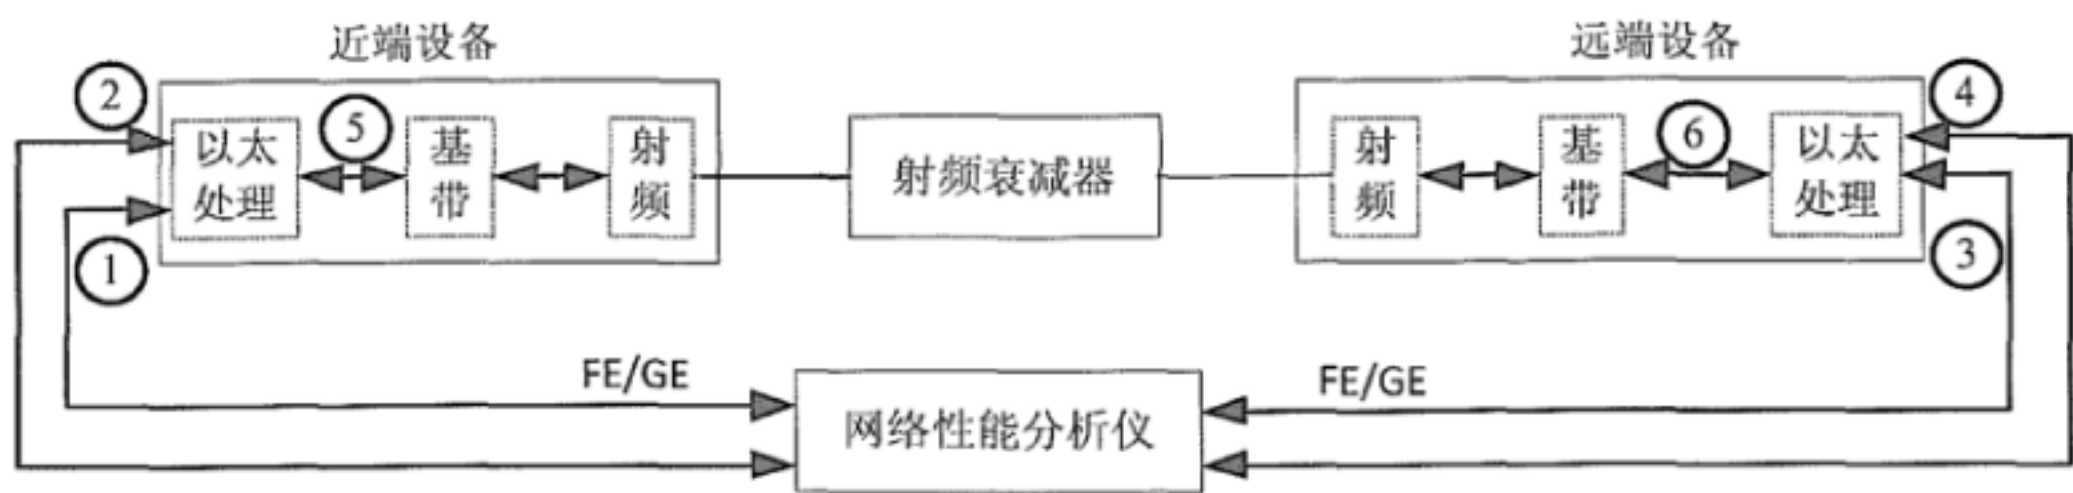 近端设备
远端设备
②
④
以太
处理
⑤
基
带
射
频
射频衰减器
射
频
基
带
⑥
以太
处理
①
③
FE/GE
FE/GE
网络性能分析仪